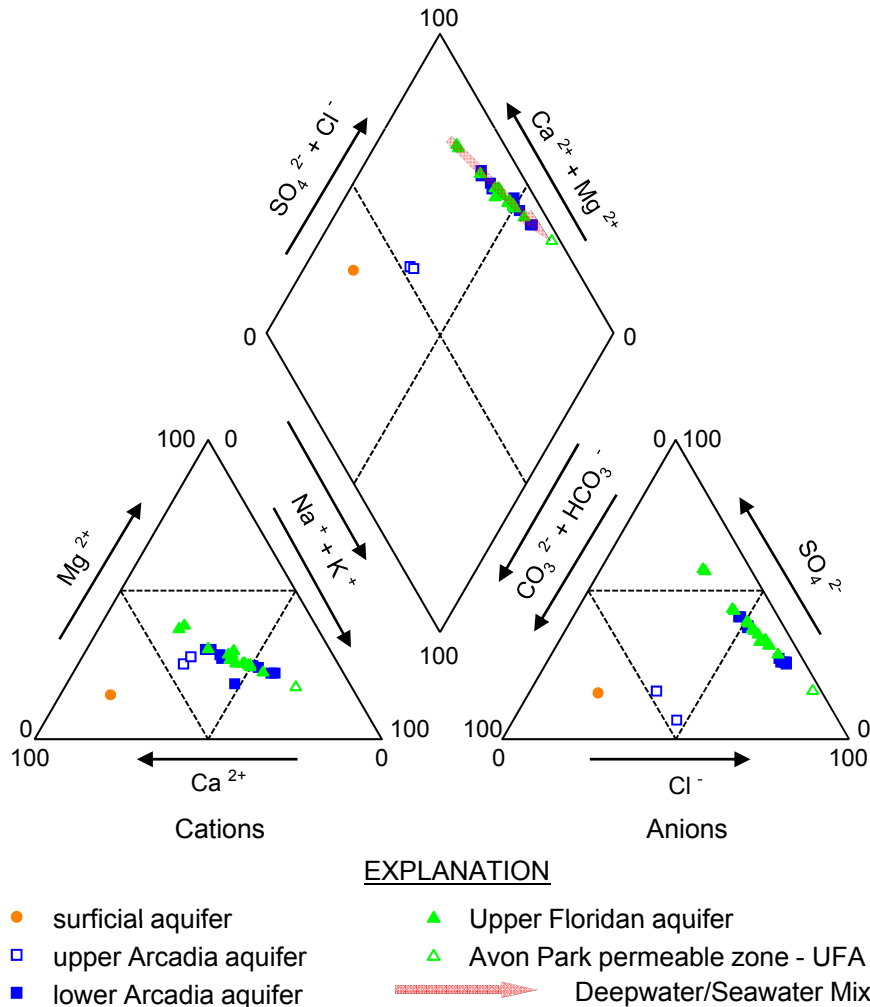 100
SO₄ ²⁻ + Cl ⁻
Ca ²⁺ + Mg ²⁺
0
0
100
Na ⁺ + K ⁺
CO₃ ²⁻ + HCO₃ ⁻
100
0
Mg ²⁺
0
100
100
0
Ca ²⁺
Cations
0
100
SO₄ ²⁻
100
0
0
100
Cl ⁻
Anions
EXPLANATION
surficial aquifer
upper Arcadia aquifer
lower Arcadia aquifer
Upper Floridan aquifer
Avon Park permeable zone - UFA
Deepwater/Seawater Mix